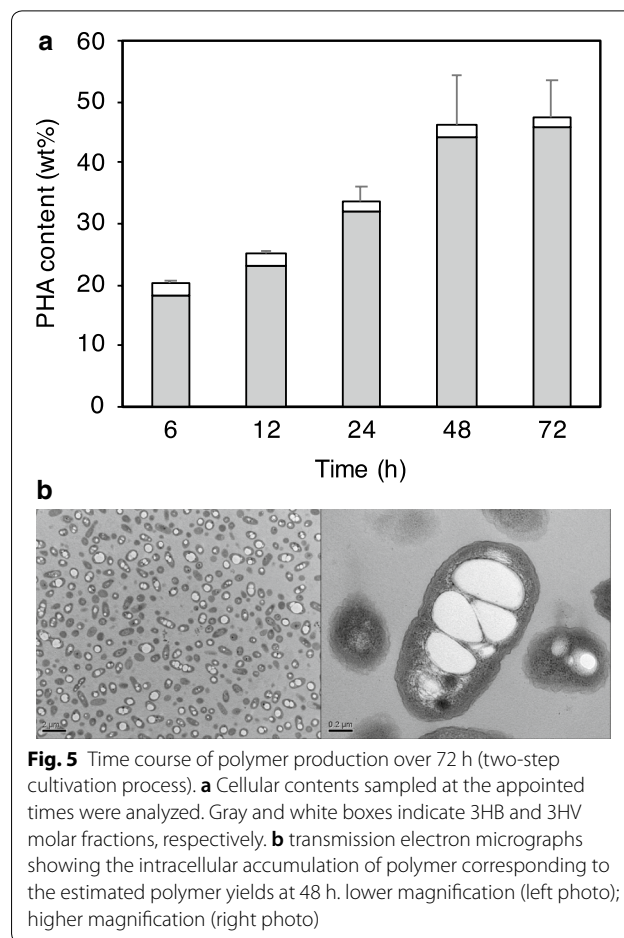 a
60
50
40
30
20
10
0
PHA content (wt%)
6 12 24 48 72
Time (h)
b
2 µm
0.2 µm
Fig. 5 Time course of polymer production over 72 h (two-step
cultivation process). a Cellular contents sampled at the appointed
times were analyzed. Gray and white boxes indicate 3HB and 3HV
molar fractions, respectively. b transmission electron micrographs
showing the intracellular accumulation of polymer corresponding to
the estimated polymer yields at 48 h. lower magnification (left photo);
higher magnification (right photo)